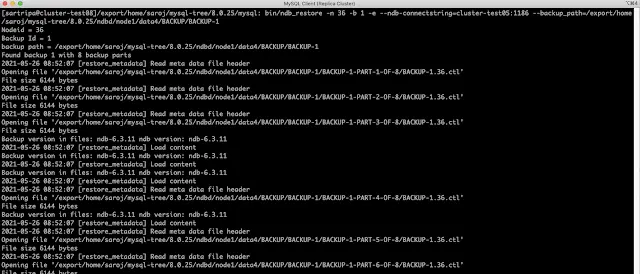 MySQL Client (Replica Cluster)
[sartripa@cluster-test08]/export/home/saroj/mysql-tree/8.0.25/mysql: bin/ndb_restore -n 36 -b 1 -e --ndb-connectstring=cluster-test05:1186 --backup_path=/export/home
/saroj/mysql-tree/8.0.25/ndbd/node1/data4/BACKUP/BACKUP-1
Nodeid = 36
Backup Id = 1
backup path = /export/home/saroj/mysql-tree/8.0.25/ndbd/node1/data4/BACKUP/BACKUP-1
Found backup 1 with 8 backup parts
2021-05-26 08:52:07 [restore_metadata] Read meta data file header
Opening file '/export/home/saroj/mysql-tree/8.0.25/ndbd/node1/data4/BACKUP/BACKUP-1/BACKUP-1-PART-1-OF-8/BACKUP-1.36.ctl'
File size 6144 bytes
2021-05-26 08:52:07 [restore_metadata] Read meta data file header
Opening file '/export/home/saroj/mysql-tree/8.0.25/ndbd/node1/data4/BACKUP/BACKUP-1/BACKUP-1-PART-2-OF-8/BACKUP-1.36.ctl'
File size 6144 bytes
2021-05-26 08:52:07 [restore_metadata] Read meta data file header
Opening file '/export/home/saroj/mysql-tree/8.0.25/ndbd/node1/data4/BACKUP/BACKUP-1/BACKUP-1-PART-3-OF-8/BACKUP-1.36.ctl'
File size 6144 bytes
Backup version in files: ndb-6.3.11 ndb version: ndb-6.3.11
2021-05-26 08:52:07 [restore_metadata] Load content
Backup version in files: ndb-6.3.11 ndb version: ndb-6.3.11
2021-05-26 08:52:07 [restore_metadata] Load content
Backup version in files: ndb-6.3.11 ndb version: ndb-6.3.11
2021-05-26 08:52:07 [restore_metadata] Load content
2021-05-26 08:52:07 [restore_metadata] Read meta data file header
Opening file '/export/home/saroj/mysql-tree/8.0.25/ndbd/node1/data4/BACKUP/BACKUP-1/BACKUP-1-PART-4-OF-8/BACKUP-1.36.ctl'
File size 6144 bytes
Backup version in files: ndb-6.3.11 ndb version: ndb-6.3.11
2021-05-26 08:52:07 [restore_metadata] Load content
2021-05-26 08:52:07 [restore_metadata] Read meta data file header
Opening file '/export/home/saroj/mysql-tree/8.0.25/ndbd/node1/data4/BACKUP/BACKUP-1/BACKUP-1-PART-5-OF-8/BACKUP-1.36.ctl'
File size 6144 bytes
2021-05-26 08:52:07 [restore_metadata] Read meta data file header
Opening file '/export/home/saroj/mysql-tree/8.0.25/ndbd/node1/data4/BACKUP/BACKUP-1/BACKUP-1-PART-6-OF-8/BACKUP-1.36.ctl'
File size 6144 bytes